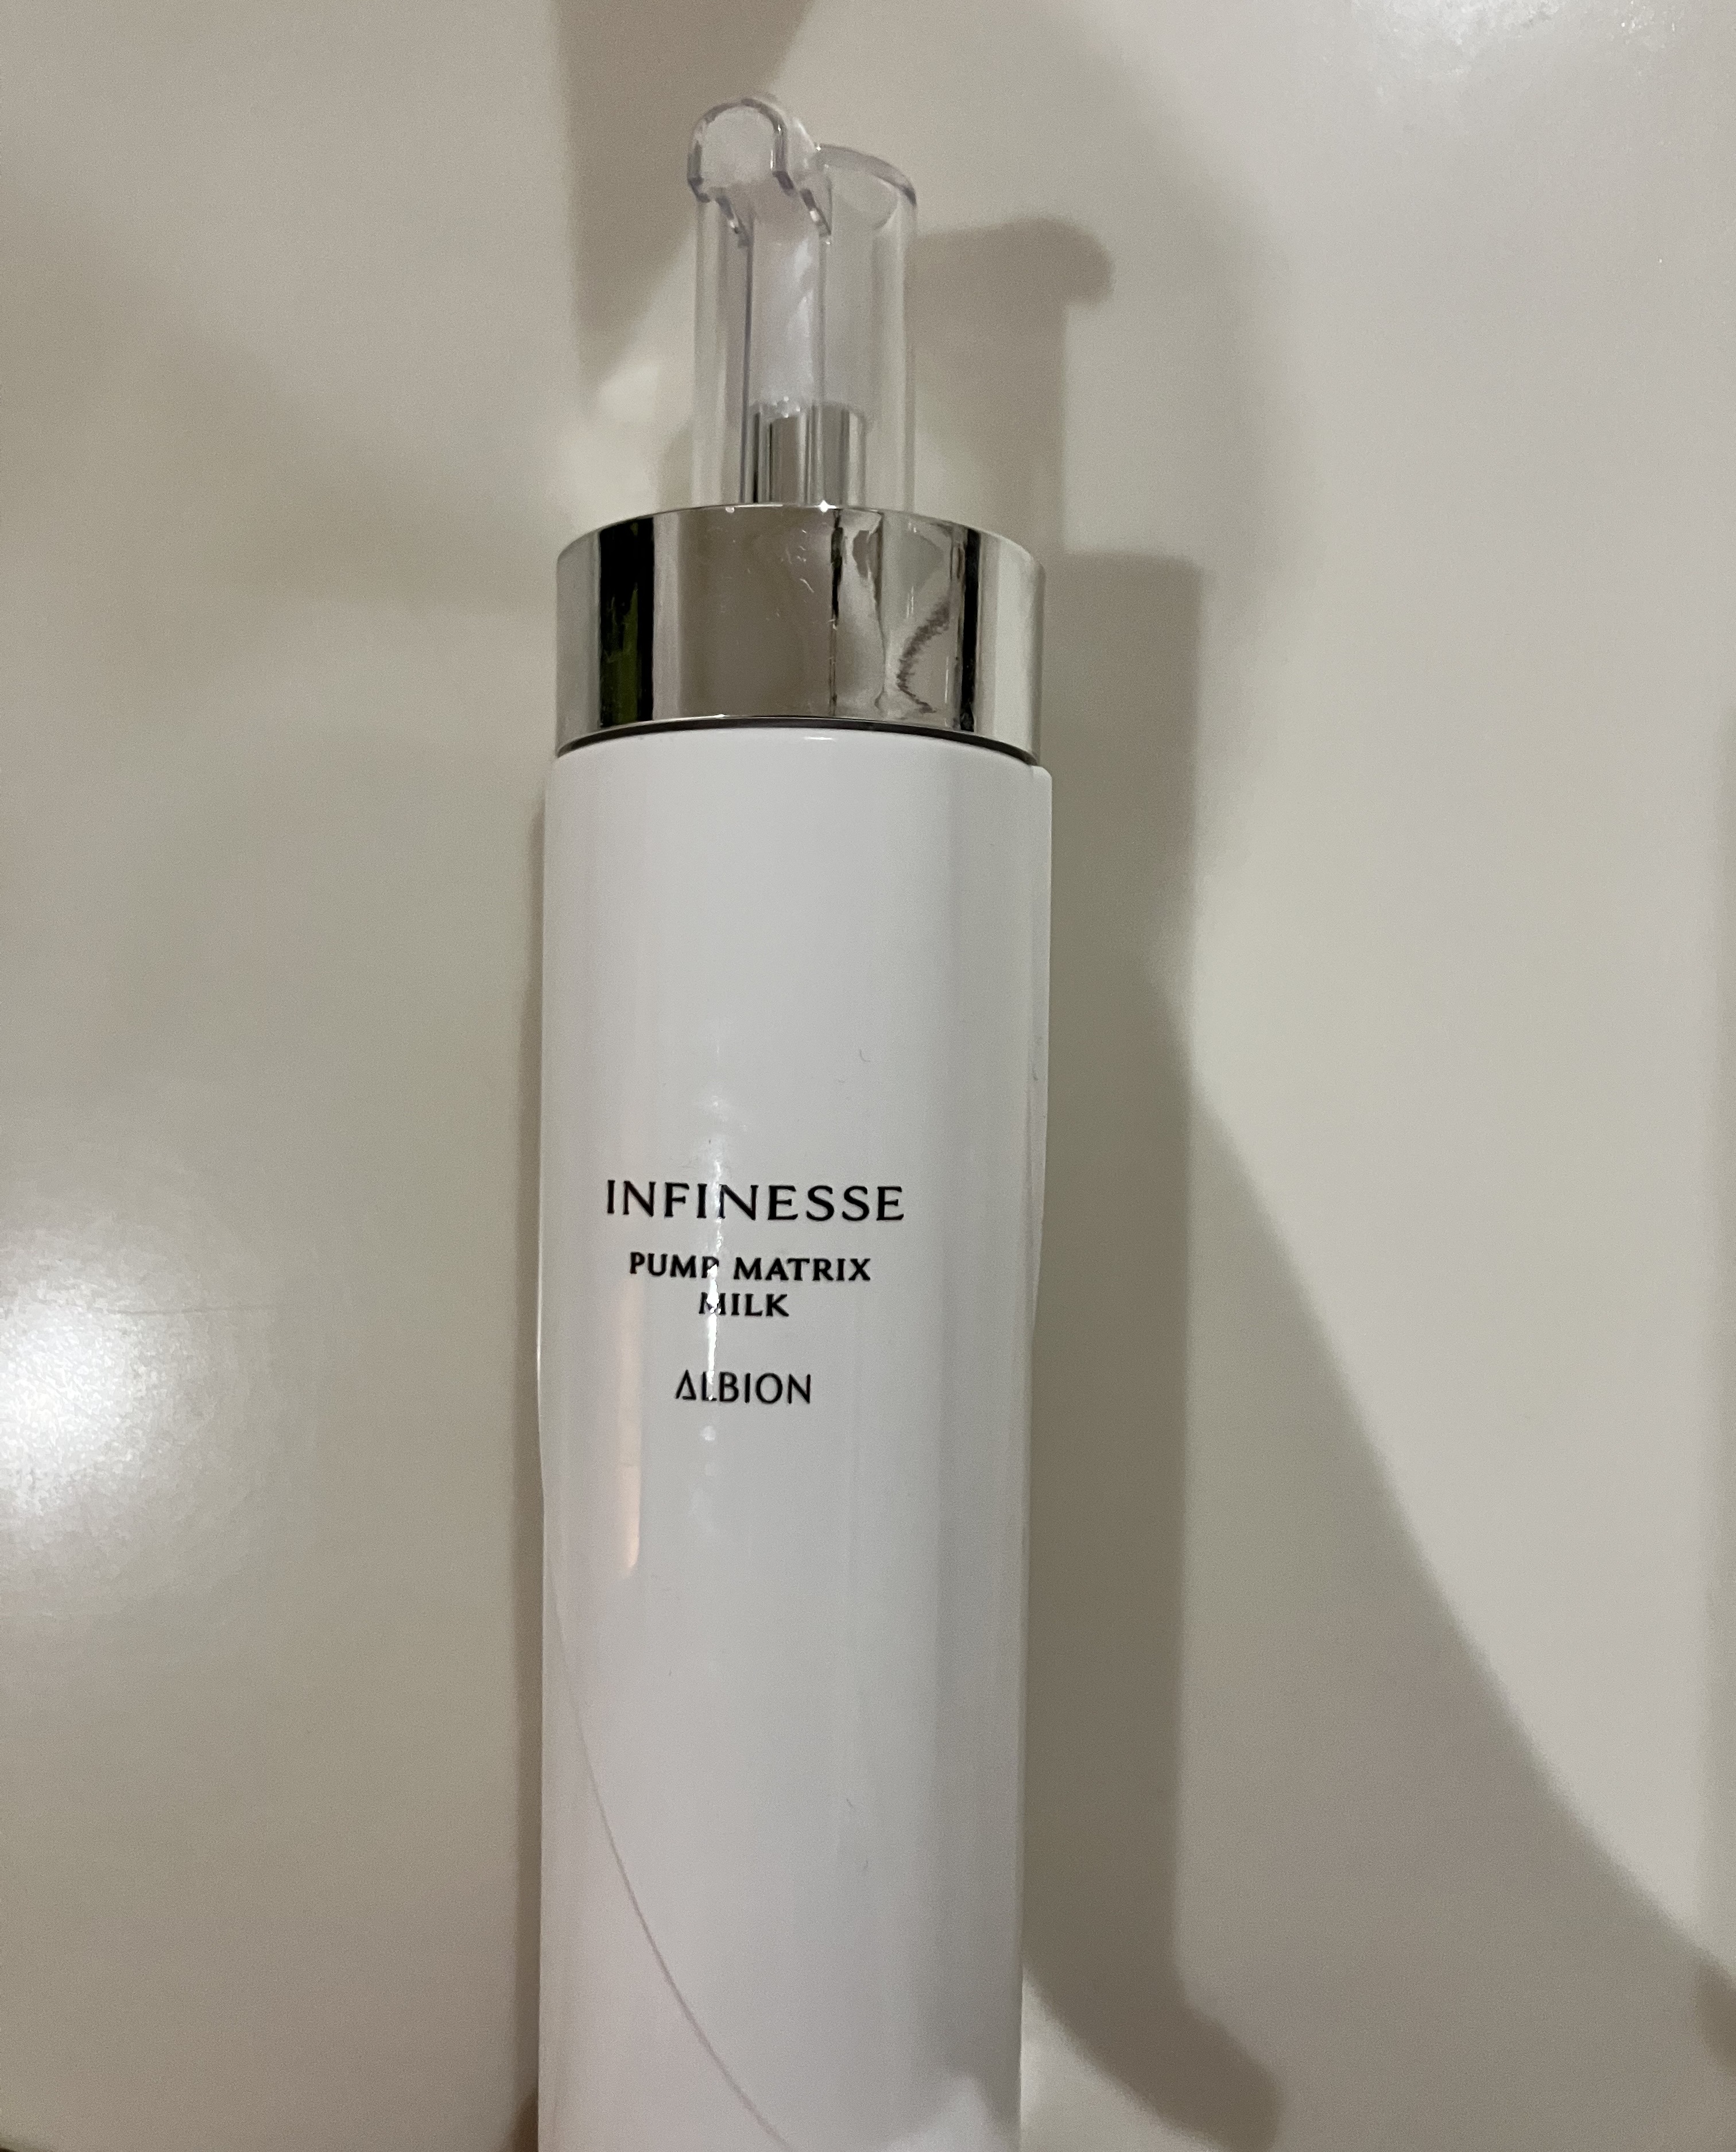 INFINESSE
PUMP MATRIX
MILK
ALBION